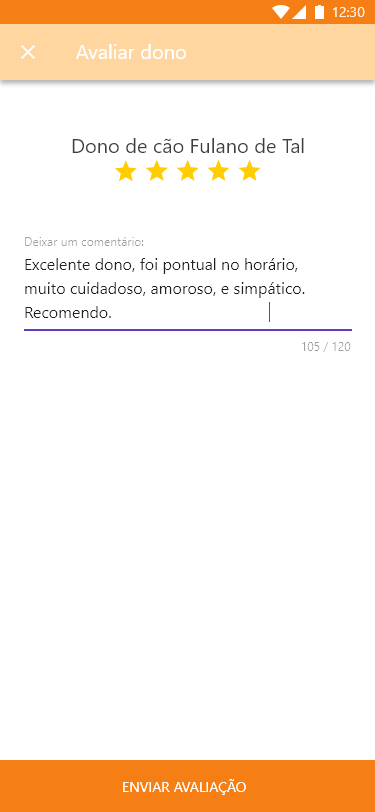 12:30
Avaliar dono
Dono de cão Fulano de Tal
Deixar um comentário:
Excelente dono, foi pontual no horário,
muito cuidadoso, amoroso, e simpático.
Recomendo.
105 / 120
ENVIAR AVALIAÇÃO